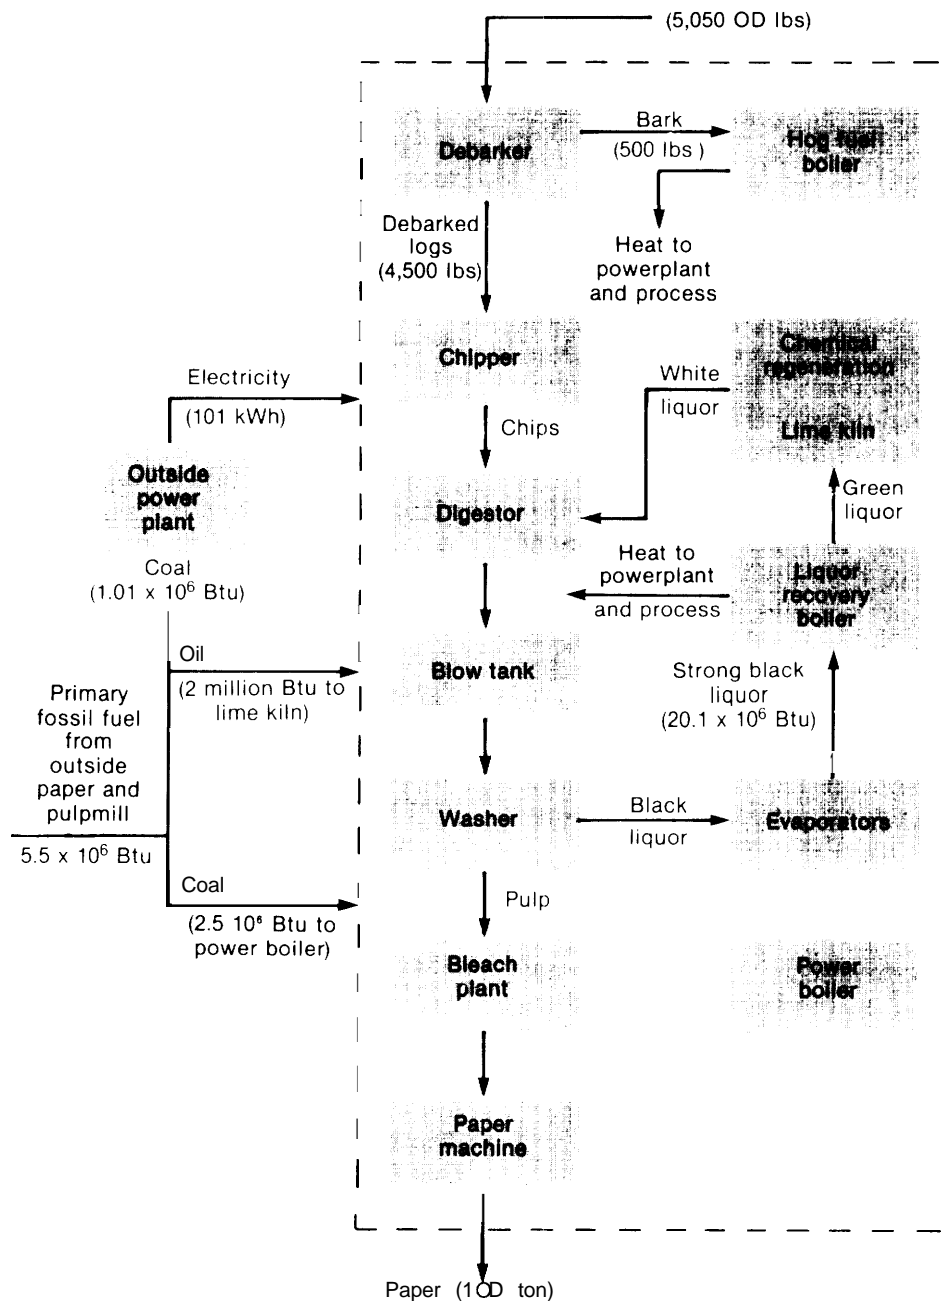 (5,050 OD lbs)
Debarker
Bark
(500 lbs)
Hog fuel
boiler
Debarked
logs
(4,500 lbs)
Heat to
powerplant
and process
Chipper
Chemical
regeneration
Lime kiln
White
liquor
Electricity
(101 kWh)
Chips
Outside
power
plant
Digestor
Green
liquor
Coal
(1.01 x 10⁶ Btu)
Heat to
powerplant
and process
Liquor
recovery
boiler
Oil
(2 million Btu to
lime kiln)
Blow tank
Strong black
liquor
(20.1 x 10⁶ Btu)
Primary
fossil fuel
from
outside
paper and
pulpmill
5.5 x 10⁶ Btu
Washer
Black
liquor
Evaporators
Coal
(2.5 10⁶ Btu to
power boiler)
Pulp
Bleach
plant
Power
boiler
Paper
machine
Paper (1 OD ton)